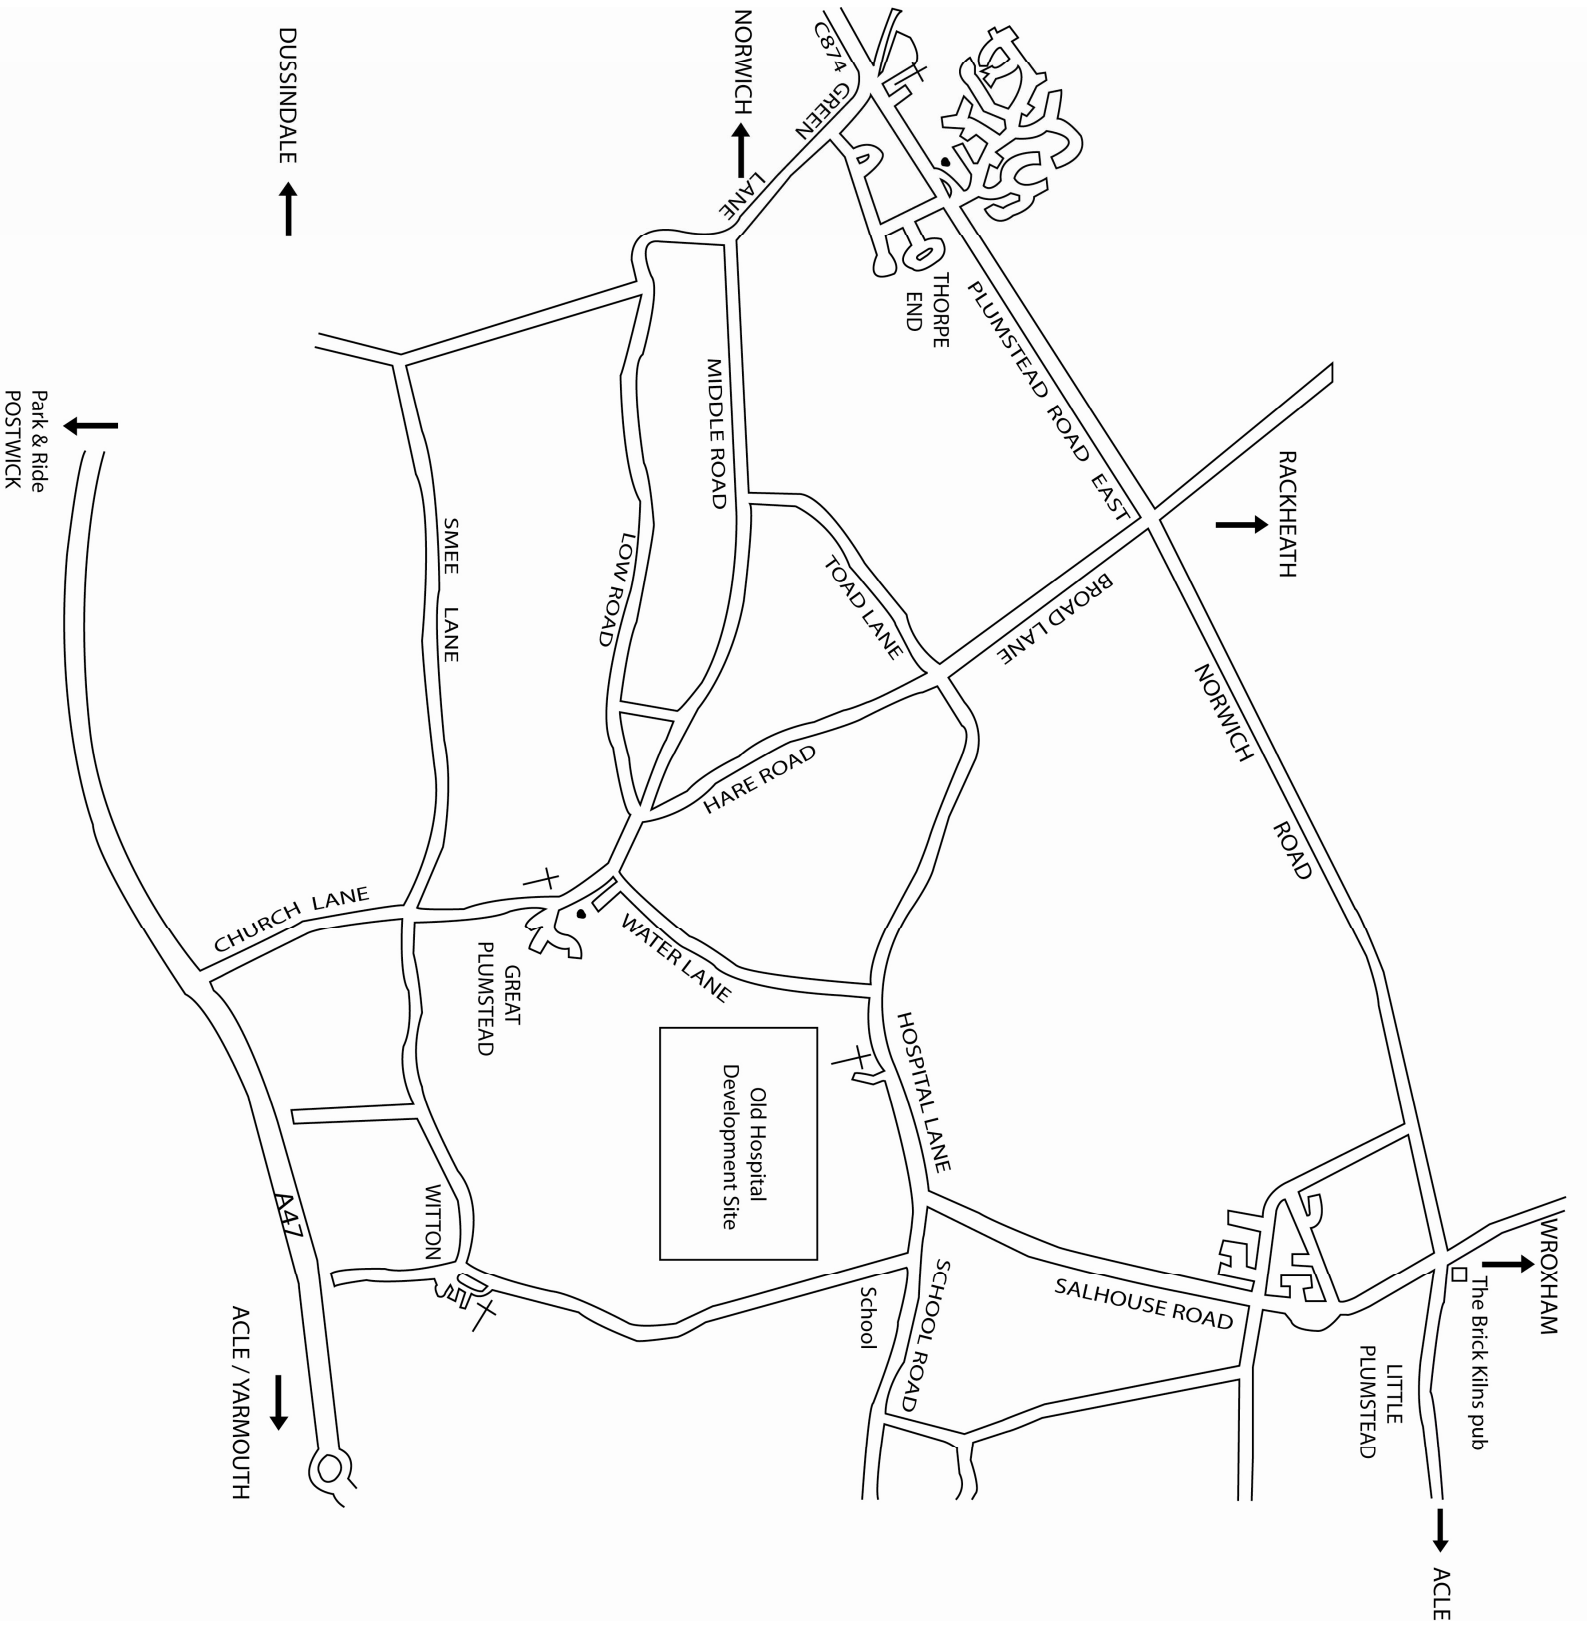 WROXHAM
The Brick Kilns pub
ACLE
RACKHEATH
NORWICH ROAD
LITTLE
PLUMSTEAD
SALHOUSE ROAD
BROAD LANE
PLUMSTEAD ROAD EAST
THORPE
END
C874 GREEN LANE
NORWICH
TOAD LANE
HOSPITAL LANE
SCHOOL ROAD
School
HARE ROAD
MIDDLE ROAD
Old Hospital
Development Site
WATER LANE
LOW ROAD
GREAT
PLUMSTEAD
SMEE LANE
WITTON
CHURCH LANE
DUSSINDALE
A47
ACLE / YARMOUTH
Park & Ride
POSTWICK